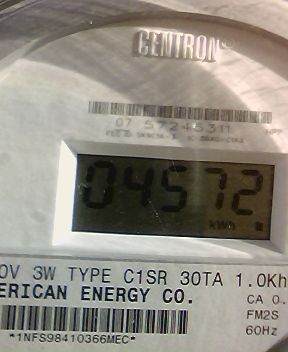 CENTRON®
07 57245311
04572
kWh
0V 3W TYPE C1SR 30TA 1.0Kh
ERICAN ENERGY CO.
CA 0.
FM2S
60Hz
*1NFS98410366MEC*